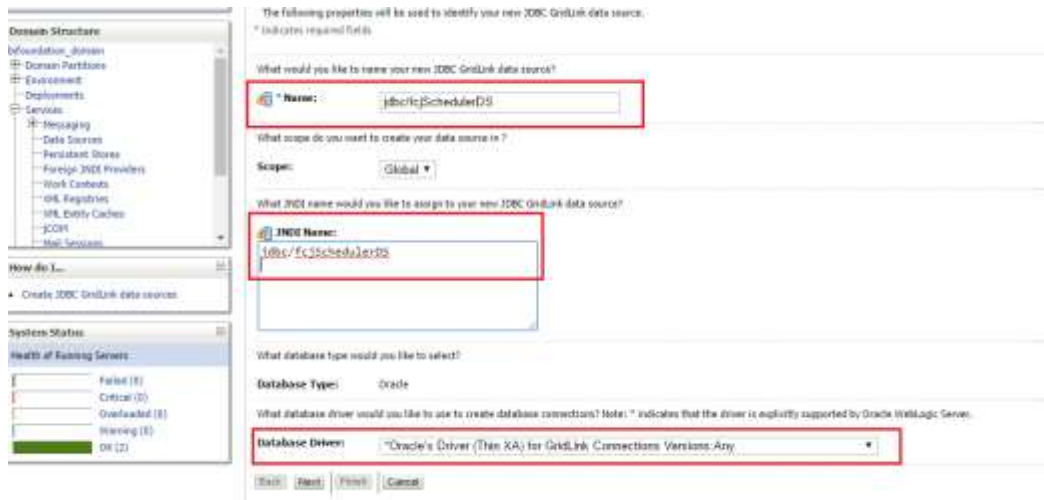 The following properties will be used to identify your new JDBC GridLink data source.
* Indicates required fields
Domain Structure
bifoundation_domain
Domain Partitions
Environment
Deployments
Services
Messaging
Data Sources
Persistent Stores
Foreign JNDI Providers
Work Contexts
XML Registries
XML Entity Caches
jCOM
Mail Sessions
How do I...
Create JDBC GridLink data sources
System Status
Health of Running Servers
Failed (0)
Critical (0)
Overloaded (0)
Warning (0)
OK (2)
What would you like to name your new JDBC GridLink data source?
* Name: jdbc/fcjSchedulerDS
What scope do you want to create your data source in ?
Scope: Global
What JNDI name would you like to assign to your new JDBC GridLink data source?
JNDI Name:
jdbc/fcjSchedulerDS
What database type would you like to select?
Database Type: Oracle
What database driver would you like to use to create database connections? Note: * indicates that the driver is explicitly supported by Oracle WebLogic Server.
Database Driver: *Oracle's Driver (Thin XA) for GridLink Connections Versions:Any
Back Next Finish Cancel